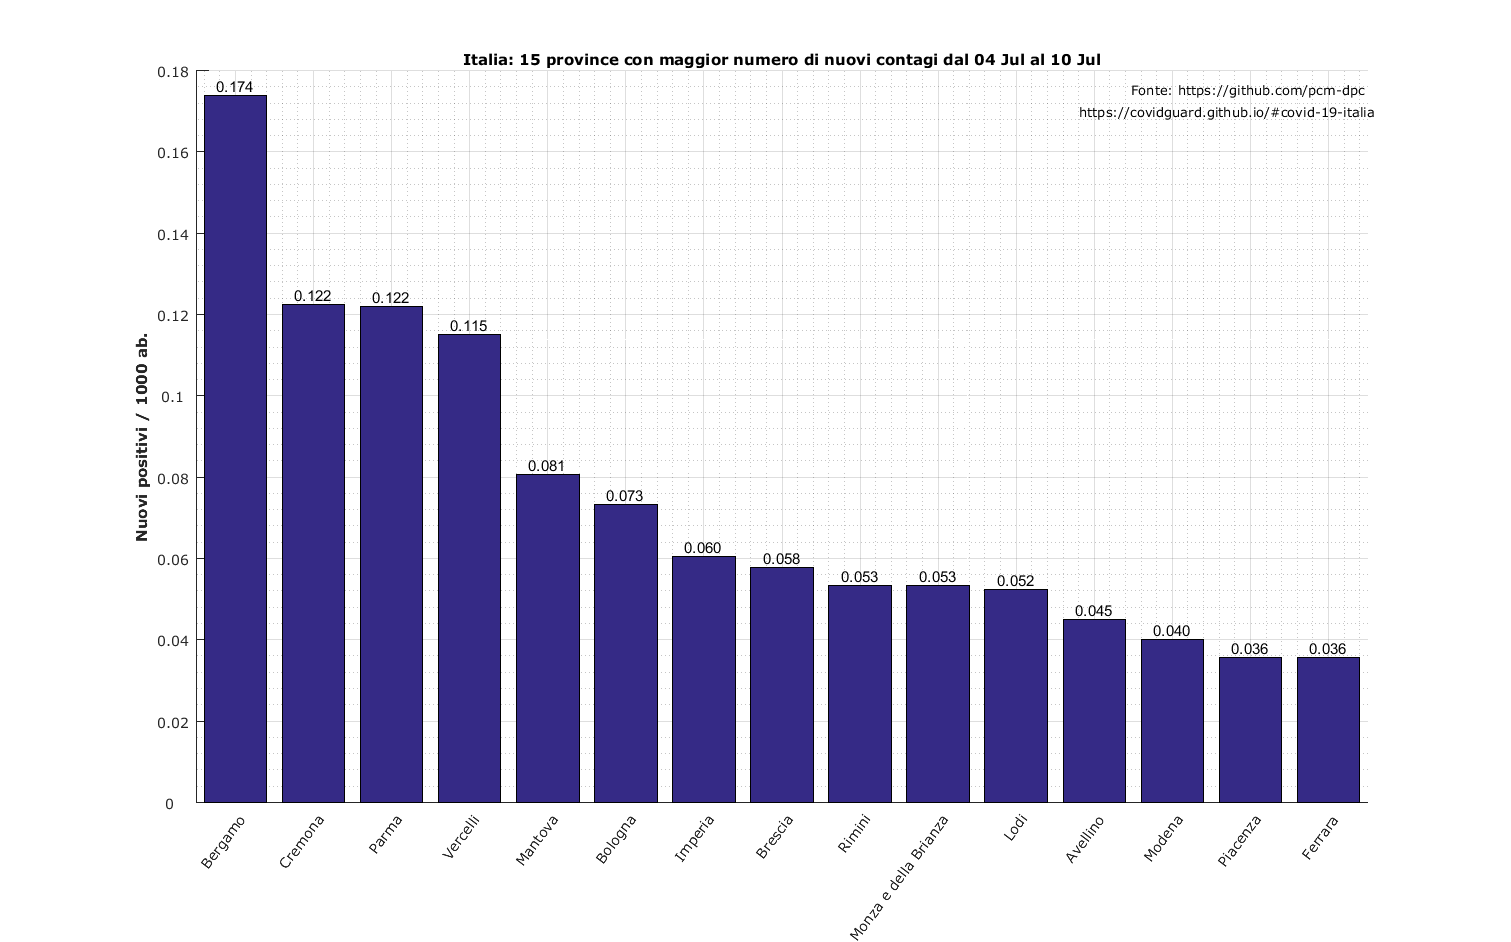 Italia: 15 province con maggior numero di nuovi contagi dal 04 Jul al 10 Jul
Fonte: https://github.com/pcm-dpc
https://covidguard.github.io/#covid-19-italia
Nuovi positivi / 1000 ab.
0.18
0.16
0.14
0.12
0.1
0.08
0.06
0.04
0.02
0
0.174
0.122
0.122
0.115
0.081
0.073
0.060
0.058
0.053
0.053
0.052
0.045
0.040
0.036
0.036
Bergamo
Cremona
Parma
Vercelli
Mantova
Bologna
Imperia
Brescia
Rimini
Monza e della Brianza
Lodi
Avellino
Modena
Piacenza
Ferrara